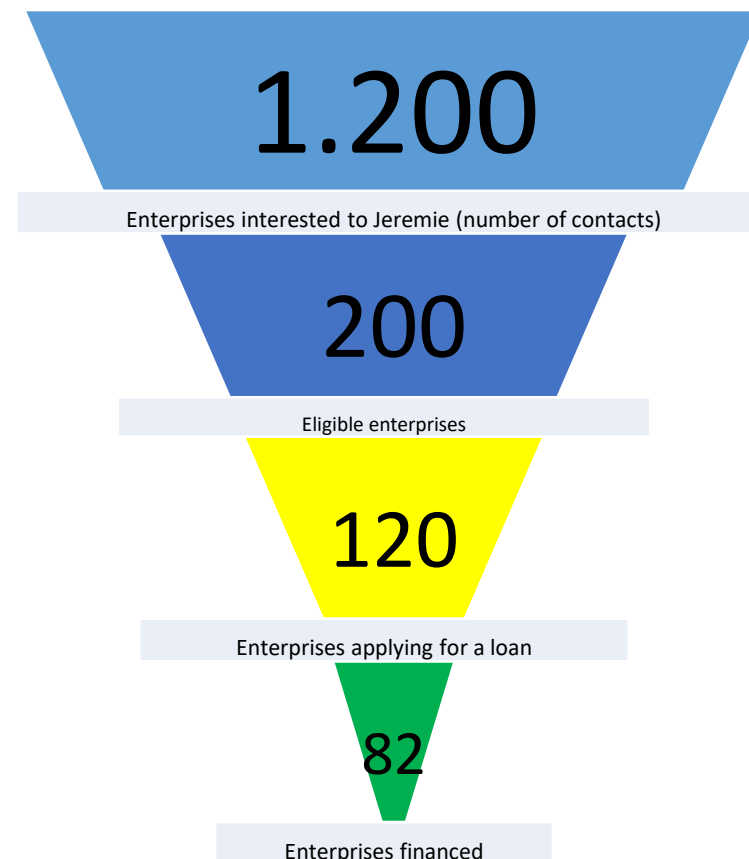 1.200
Enterprises interested to Jeremie (number of contacts)
200
Eligible enterprises
120
Enterprises applying for a loan
82
Enterprises financed